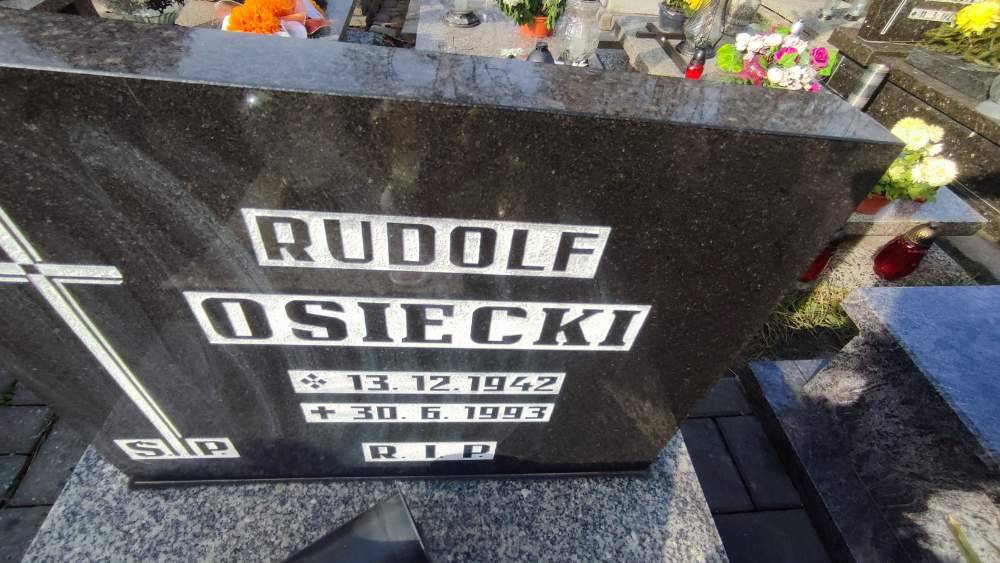 RUDOLF
OSIECKI
13. 12. 1942
✝ 30. 6. 1993
Ś. P.
R. I. P.